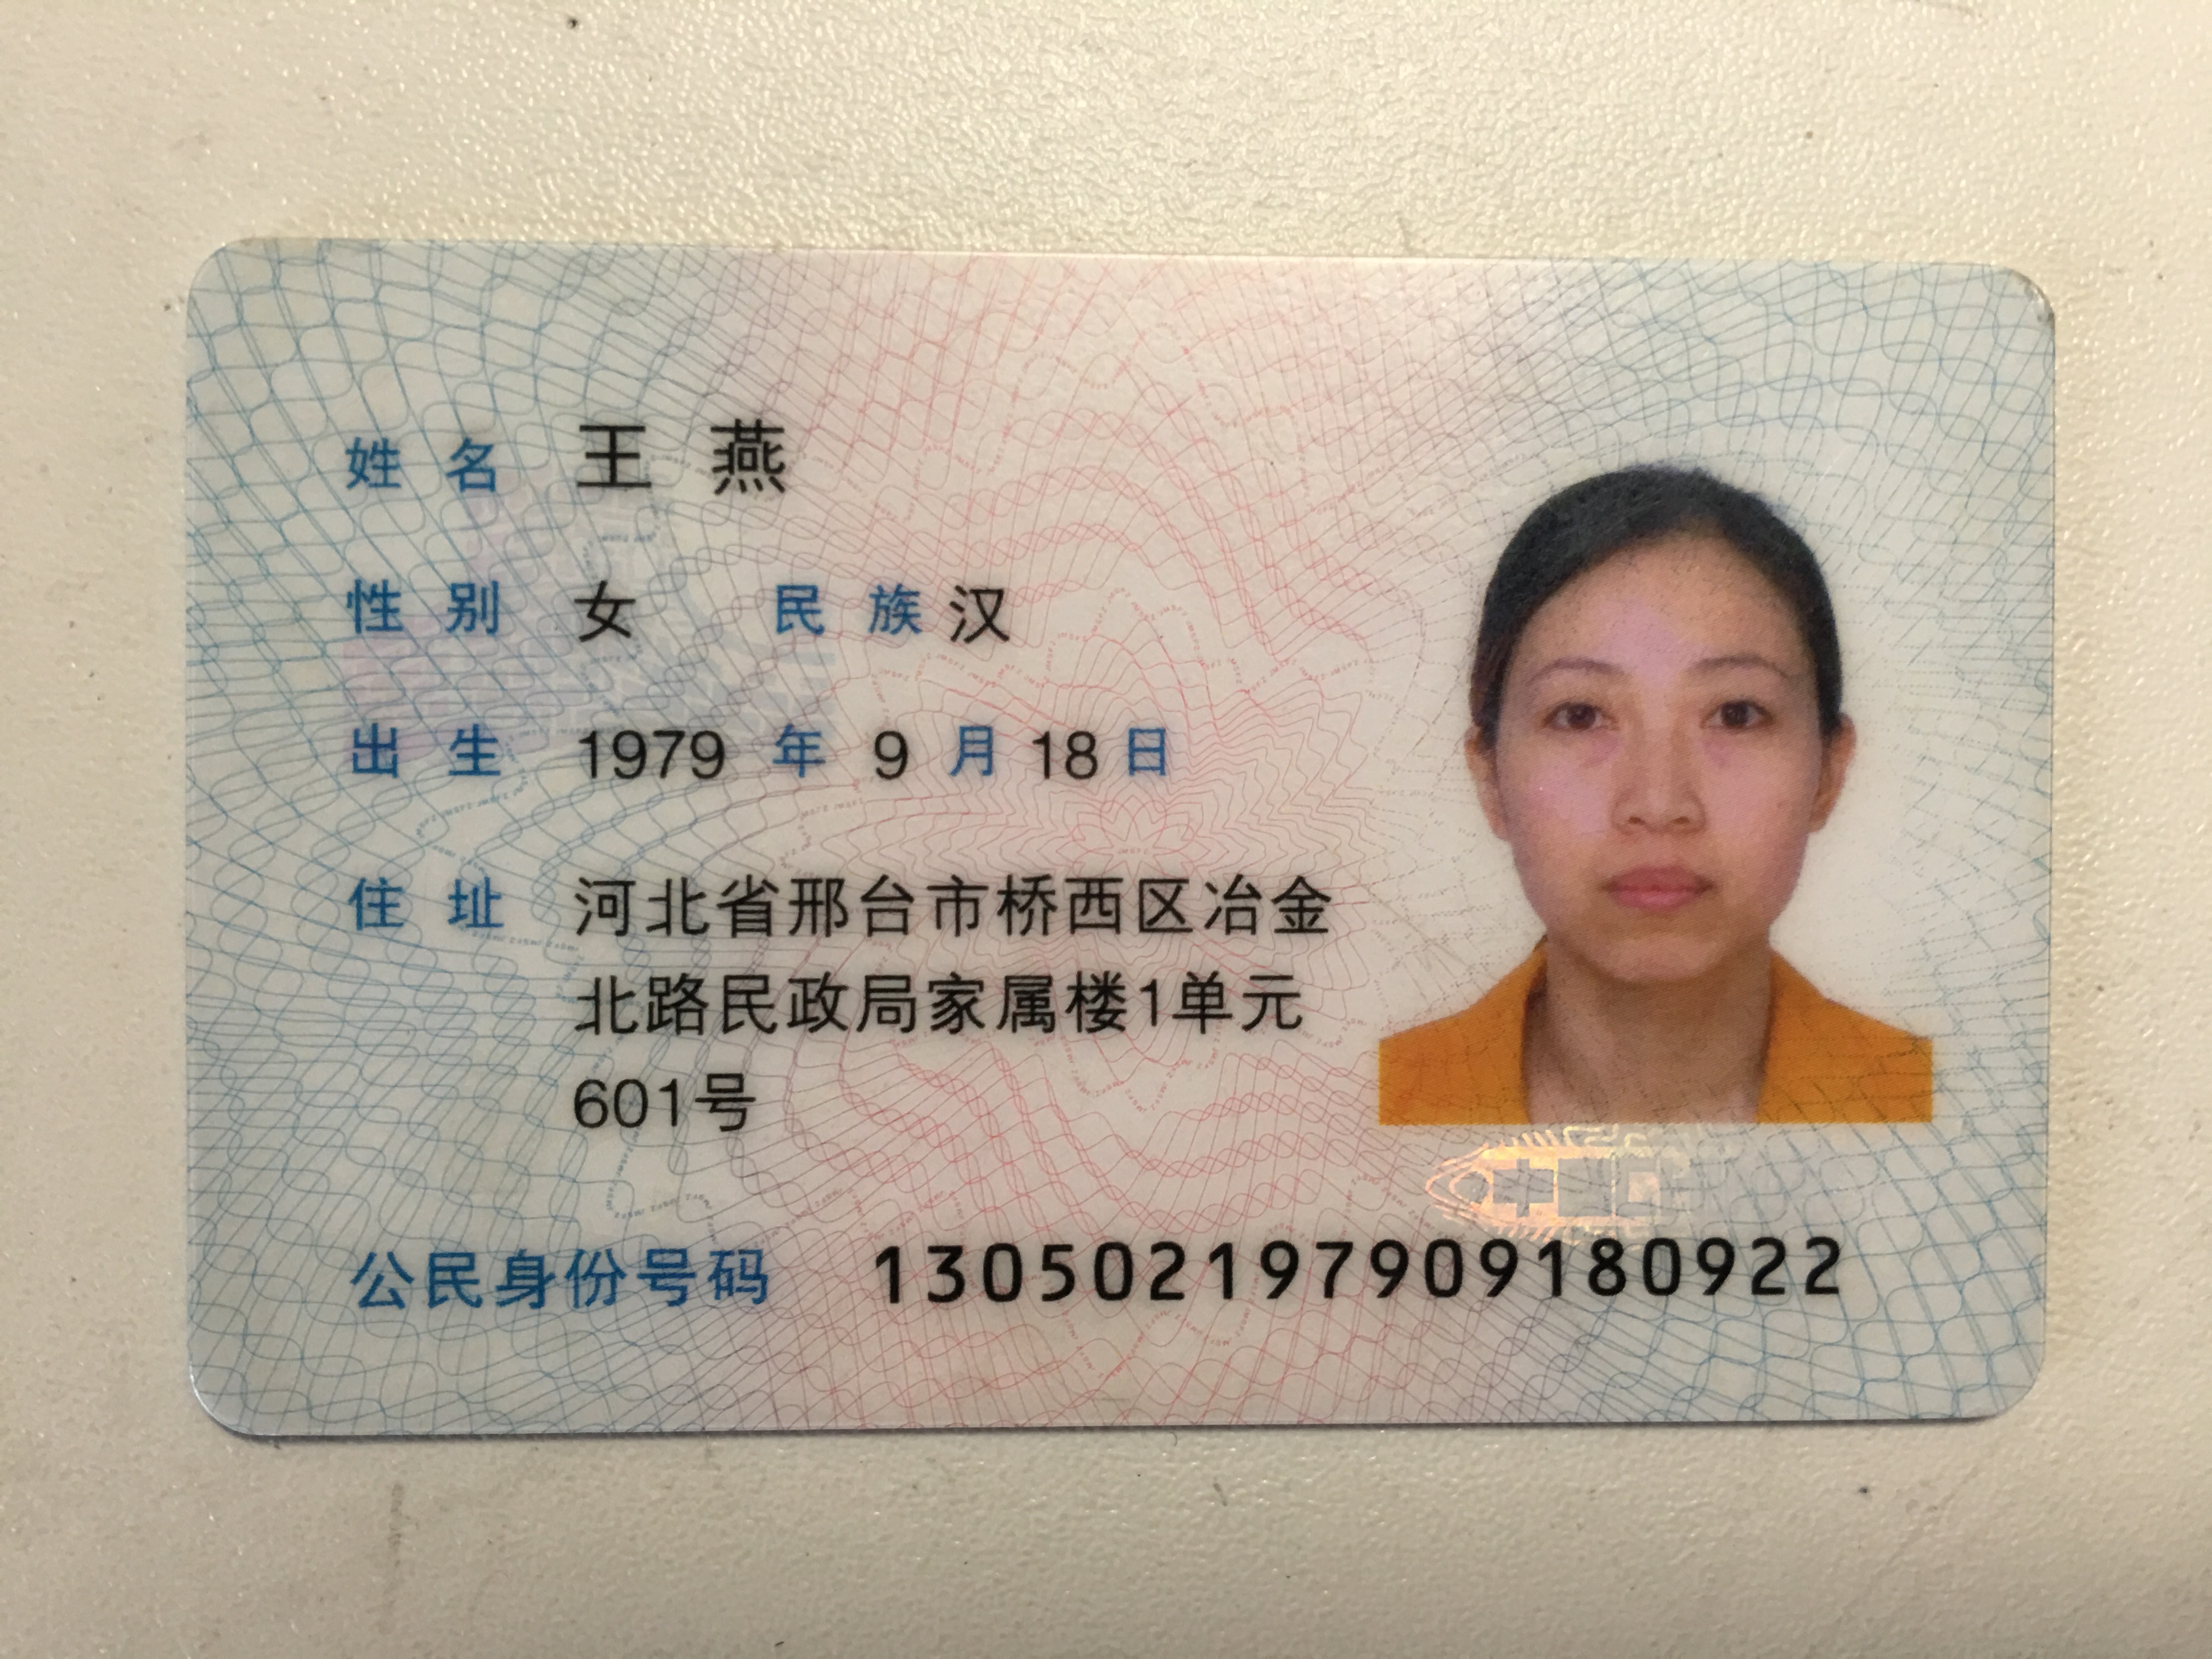 姓名 王燕
性别 女 民族 汉
出生 1979 年 9 月 18 日
住址 河北省邢台市桥西区冶金
北路民政局家属楼1单元
601号
公民身份号码 130502197909180922